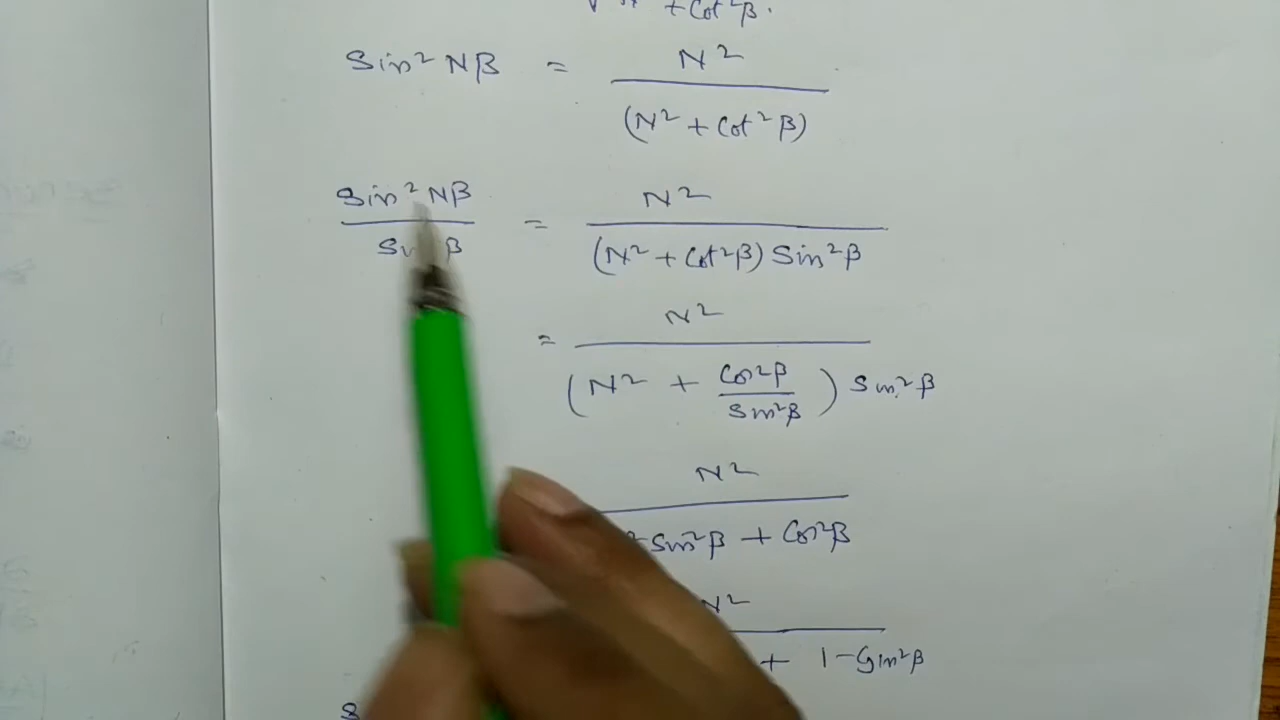 + Cot²β.
Sin² Nβ = N² / (N² + Cot² β)
Sin² Nβ / β = N² / (N² + Cot²β) Sin²β
= N² / (N² + Cos²β / Sin²β) Sin²β
N² / Sin²β + Cos²β
N² / + 1 - Sin²β
S